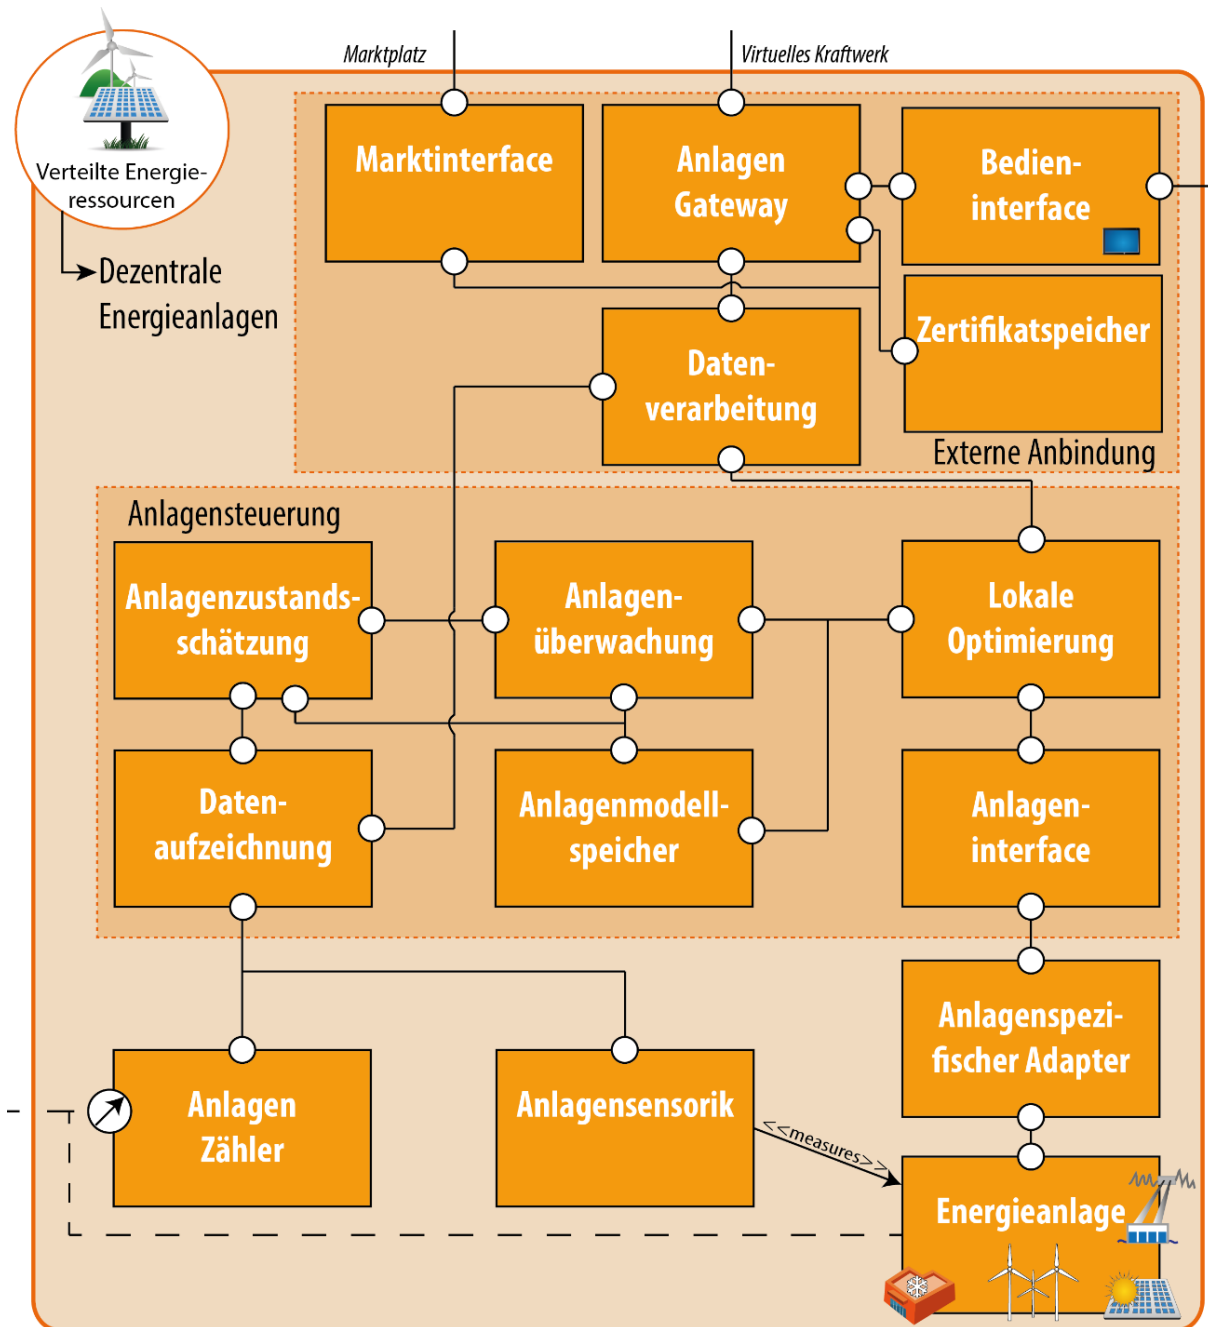 Marktplatz
Virtuelles Kraftwerk
Verteilte Energie-
ressourcen
Dezentrale
Energieanlagen
Marktinterface
Anlagen
Gateway
Bedien-
interface
Zertifikatspeicher
Daten-
verarbeitung
Externe Anbindung
Anlagensteuerung
Anlagenzustands-
schätzung
Anlagen-
überwachung
Lokale
Optimierung
Daten-
aufzeichnung
Anlagenmodell-
speicher
Anlagen-
interface
Anlagenspezi-
fischer Adapter
Anlagen
Zähler
Anlagensensorik
<<measures>>
Energieanlage